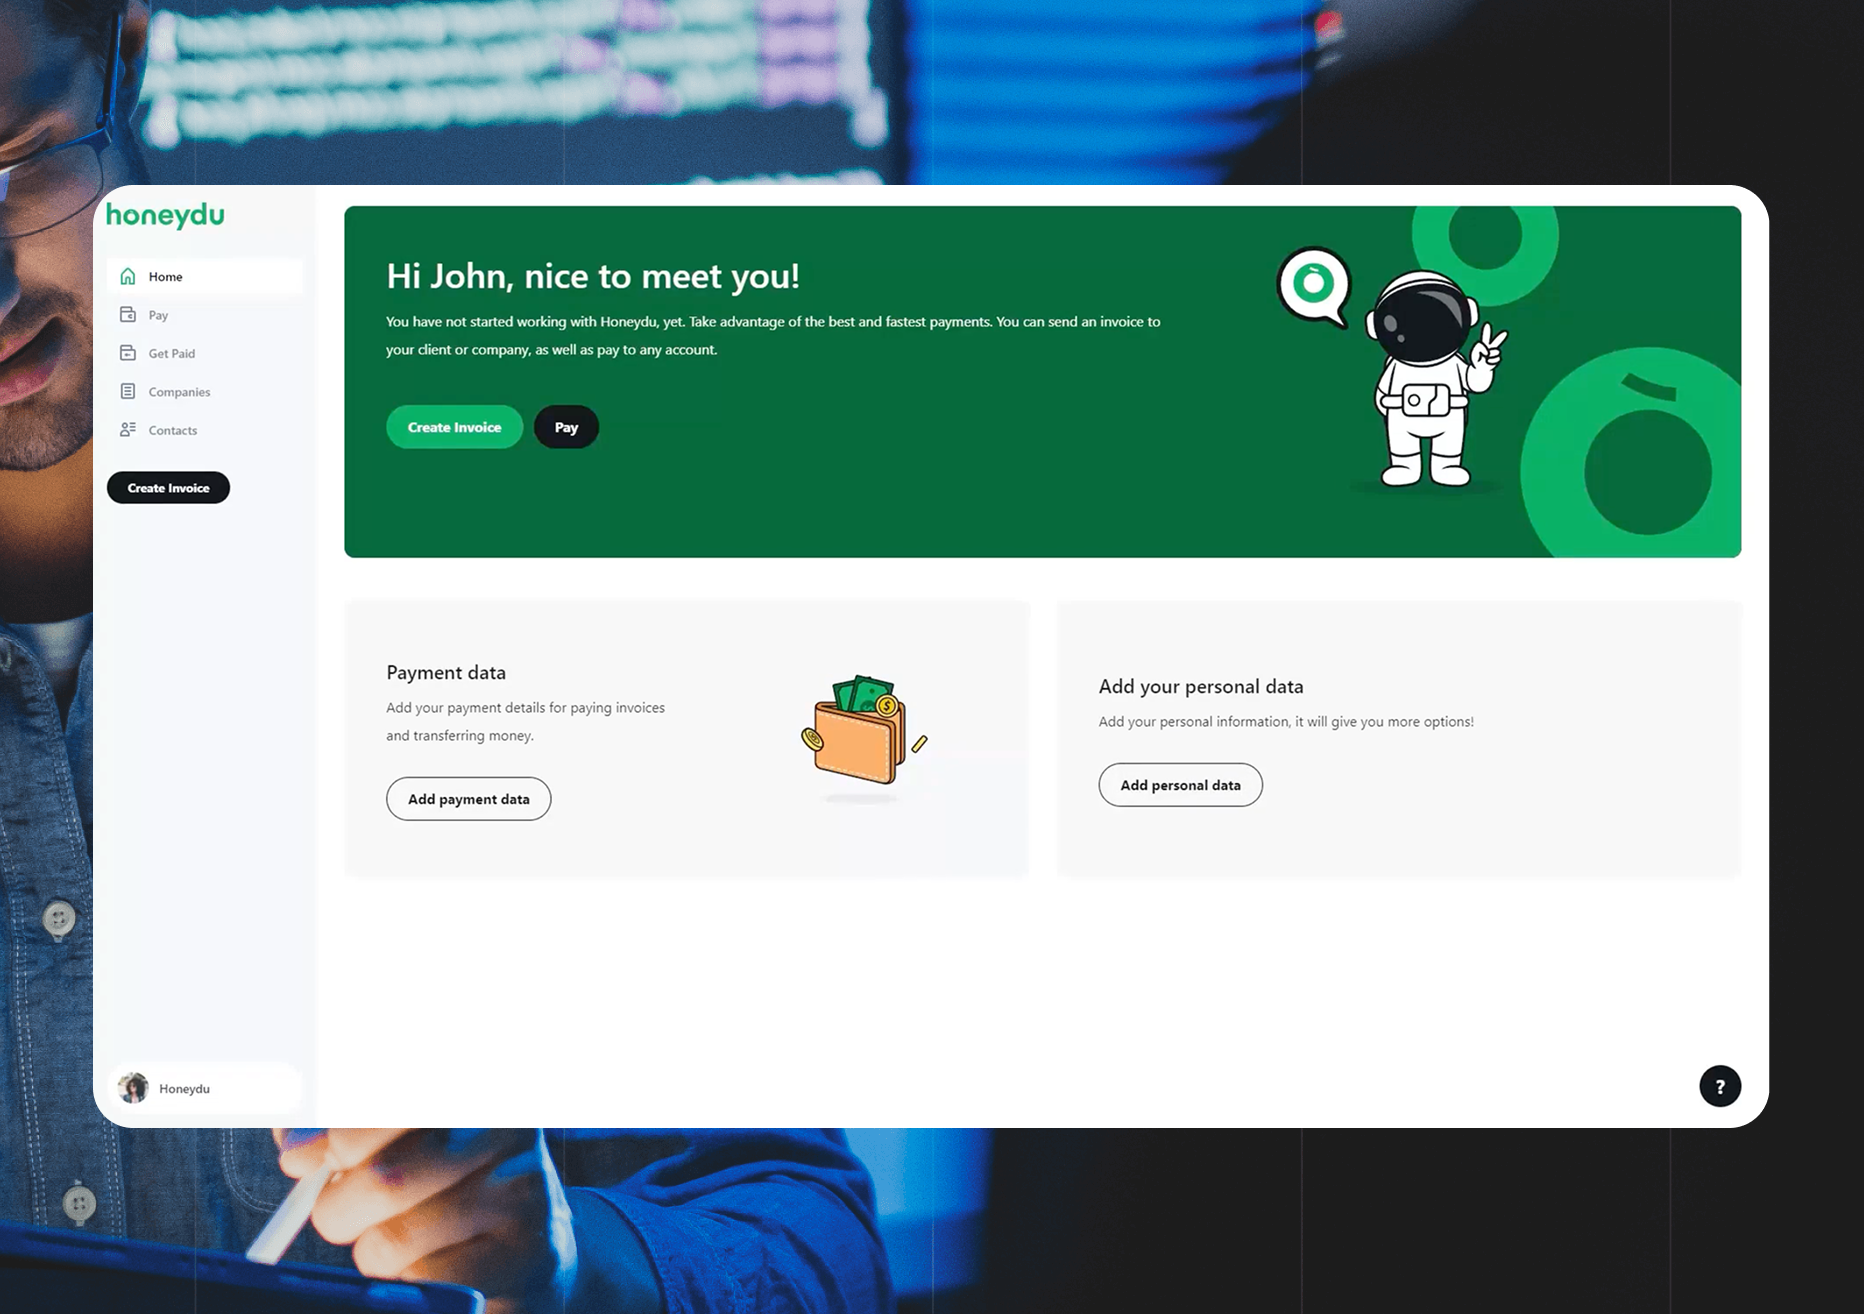 honeydu
Home
Pay
Get Paid
Companies
Contacts
Create Invoice
Hi John, nice to meet you!
You have not started working with Honeydu, yet. Take advantage of the best and fastest payments. You can send an invoice to
your client or company, as well as pay to any account.
Create Invoice
Pay
Payment data
Add your payment details for paying invoices
and transferring money.
Add payment data
$
Add your personal data
Add your personal information, it will give you more options!
Add personal data
Honeydu
?